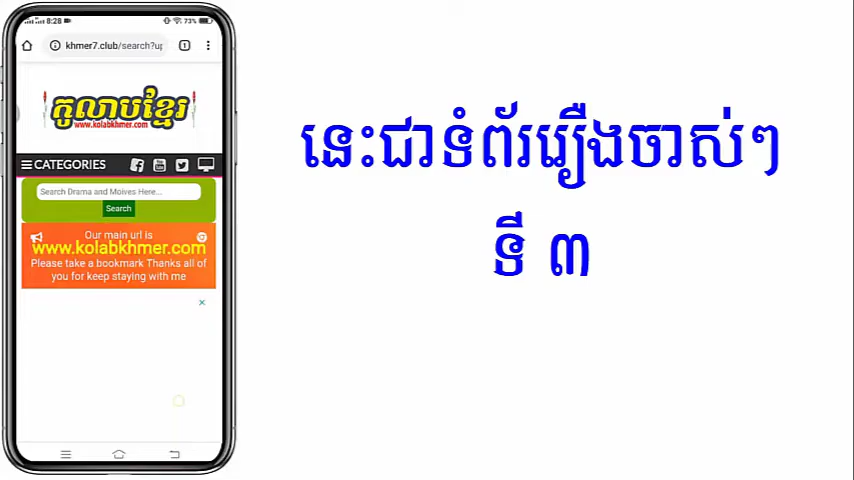 8:28
73%
khmer7.club/search?up
1
កូលាបខ្មែរ
www.kolabkhmer.com
CATEGORIES
Search Drama and Moives Here...
Search
Our main url is
www.kolabkhmer.com
Please take a bookmark Thanks all of
you for keep staying with me
នេះជាទំព័ររឿងចាស់ៗ
ទី ៣